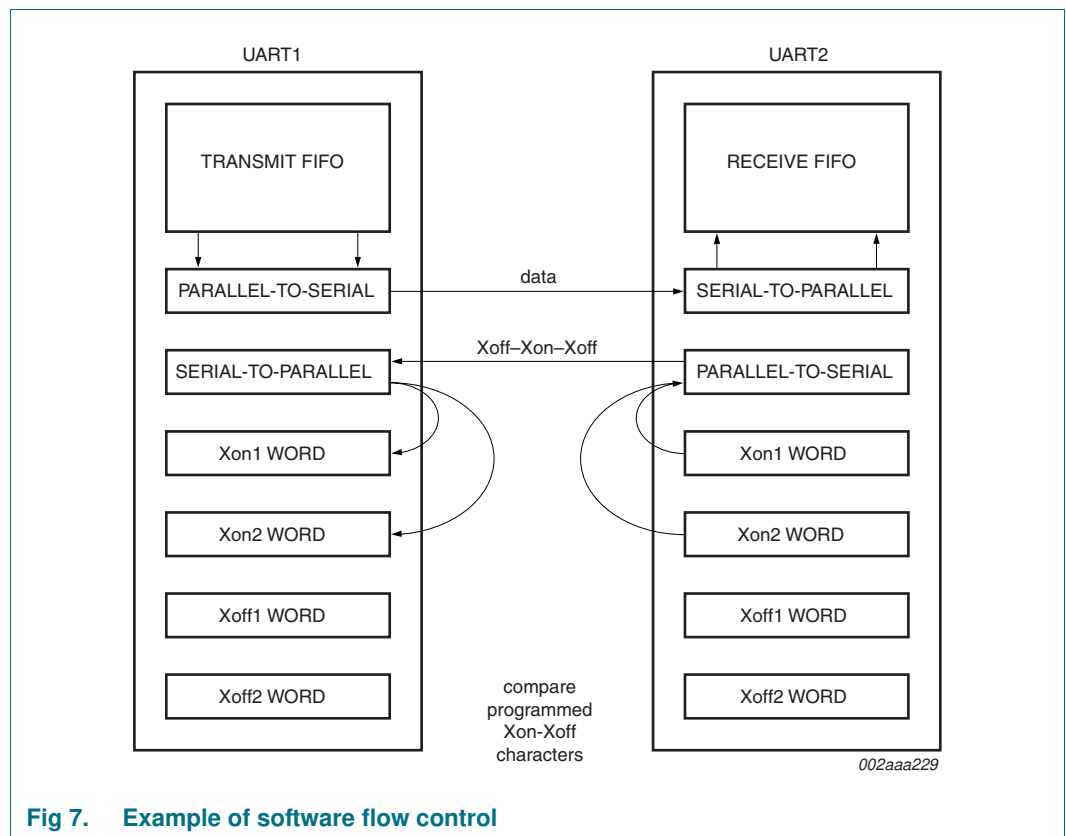 UART1
UART2
TRANSMIT FIFO
RECEIVE FIFO
PARALLEL-TO-SERIAL
data
SERIAL-TO-PARALLEL
SERIAL-TO-PARALLEL
Xoff–Xon–Xoff
PARALLEL-TO-SERIAL
Xon1 WORD
Xon1 WORD
Xon2 WORD
Xon2 WORD
Xoff1 WORD
Xoff1 WORD
Xoff2 WORD
Xoff2 WORD
compare
programmed
Xon-Xoff
characters
002aaa229
Fig 7. Example of software flow control